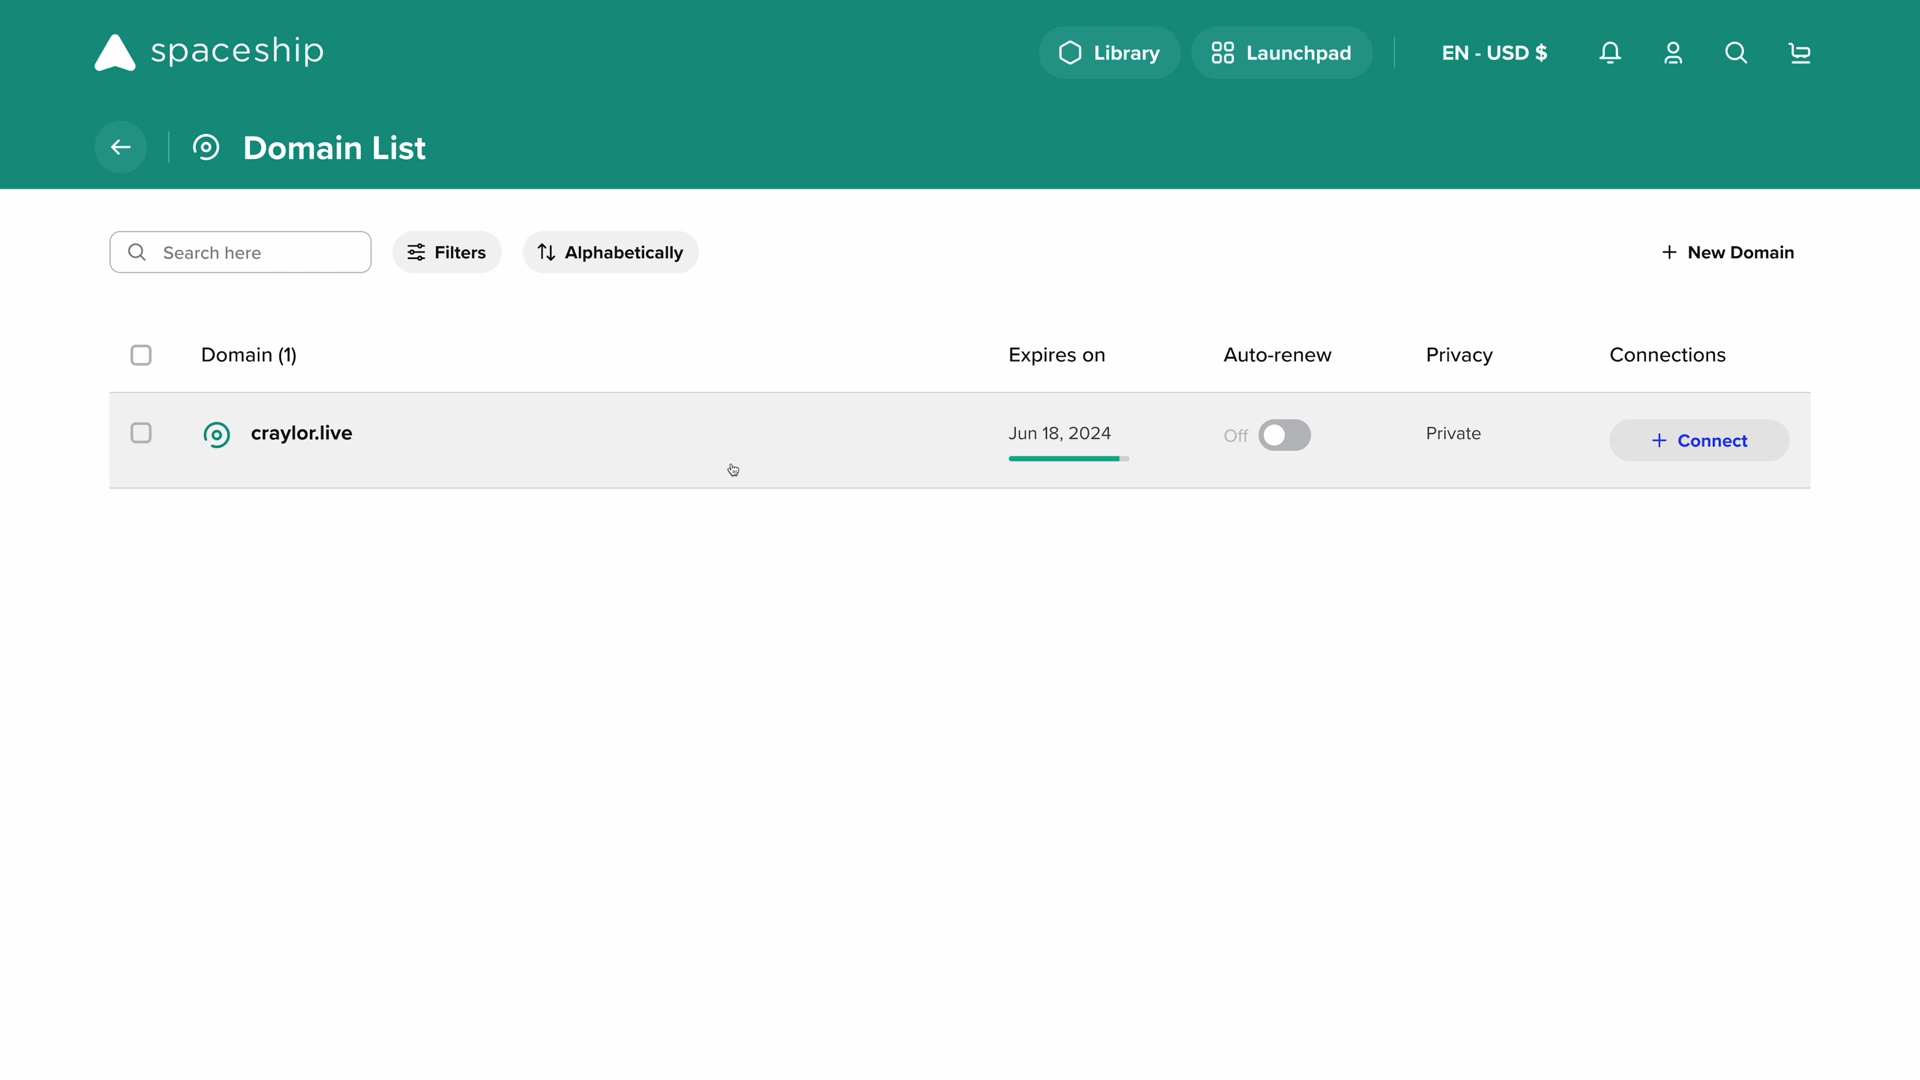 spaceship
Library
Launchpad
EN - USD $
Domain List
Search here
Filters
Alphabetically
New Domain
Domain (1)
Expires on
Auto-renew
Privacy
Connections
craylor.live
Jun 18, 2024
Off
Private
+ Connect